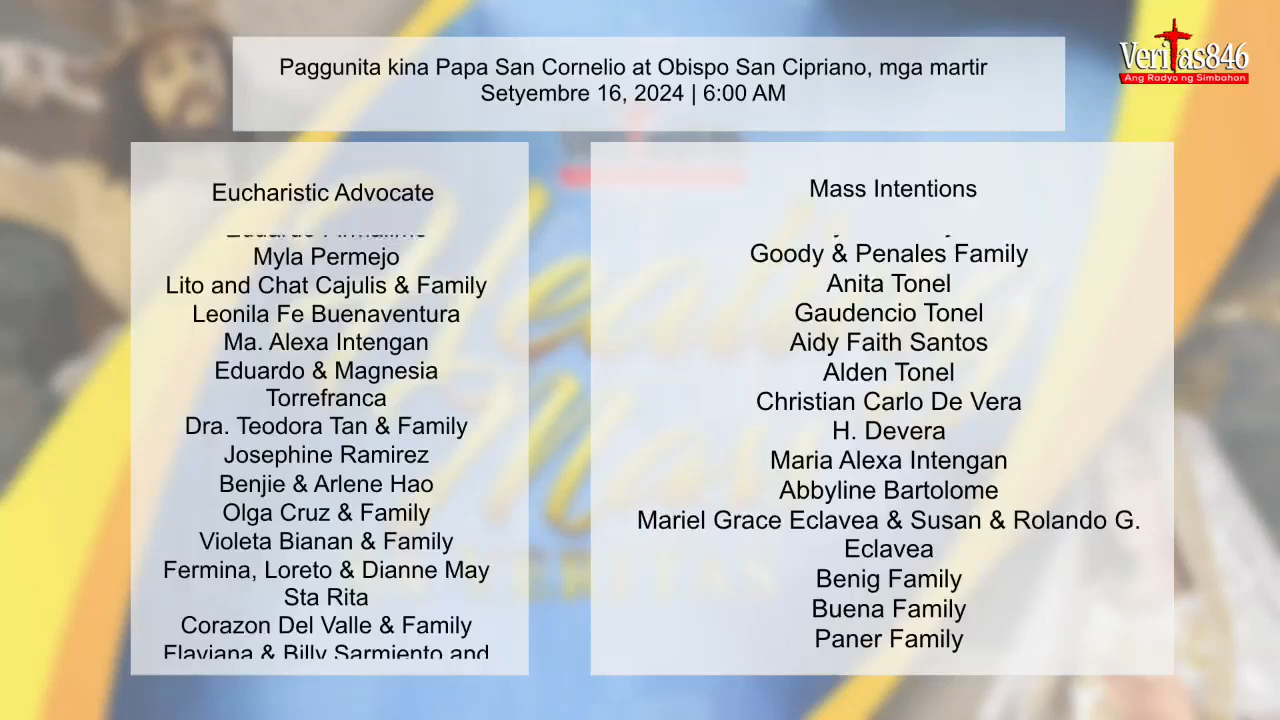 Paggunita kina Papa San Cornelio at Obispo San Cipriano, mga martir
Setyembre 16, 2024 | 6:00 AM
Veritas846
Ang Radyo ng Simbahan
Eucharistic Advocate
Myla Permejo
Lito and Chat Cajulis & Family
Leonila Fe Buenaventura
Ma. Alexa Intengan
Eduardo & Magnesia
Torrefranca
Dra. Teodora Tan & Family
Josephine Ramirez
Benjie & Arlene Hao
Olga Cruz & Family
Violeta Bianan & Family
Fermina, Loreto & Dianne May
Sta Rita
Corazon Del Valle & Family
Flaviana & Billy Sarmiento and
Mass Intentions
Goody & Penales Family
Anita Tonel
Gaudencio Tonel
Aidy Faith Santos
Alden Tonel
Christian Carlo De Vera
H. Devera
Maria Alexa Intengan
Abbyline Bartolome
Mariel Grace Eclavea & Susan & Rolando G.
Eclavea
Benig Family
Buena Family
Paner Family